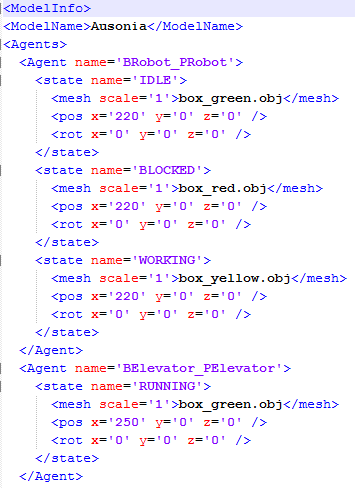 <ModelInfo>
<ModelName>Ausonia</ModelName>
<Agents>
<Agent name='BRobot_PRobot'>
<state name='IDLE'>
<mesh scale='1'>box_green.obj</mesh>
<pos x='220' y='0' z='0' />
<rot x='0' y='0' z='0' />
</state>
<state name='BLOCKED'>
<mesh scale='1'>box_red.obj</mesh>
<pos x='220' y='0' z='0' />
<rot x='0' y='0' z='0' />
</state>
<state name='WORKING'>
<mesh scale='1'>box_yellow.obj</mesh>
<pos x='220' y='0' z='0' />
<rot x='0' y='0' z='0' />
</state>
</Agent>
<Agent name='BElevator_PElevator'>
<state name='RUNNING'>
<mesh scale='1'>box_green.obj</mesh>
<pos x='250' y='0' z='0' />
<rot x='0' y='0' z='0' />
</state>
</Agent>